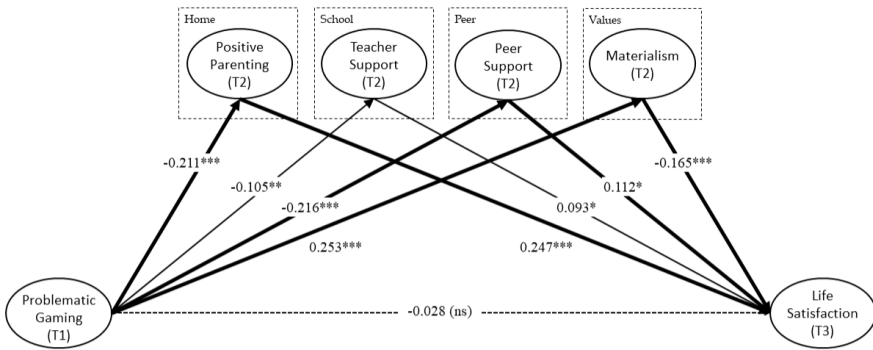 Home
Positive
Parenting
(T2)
School
Teacher
Support
(T2)
Peer
Peer
Support
(T2)
Values
Materialism
(T2)
-0.211***
-0.105**
-0.216***
0.253***
-0.165***
0.112*
0.093*
0.247***
Problematic
Gaming
(T1)
-0.028 (ns)
Life
Satisfaction
(T3)